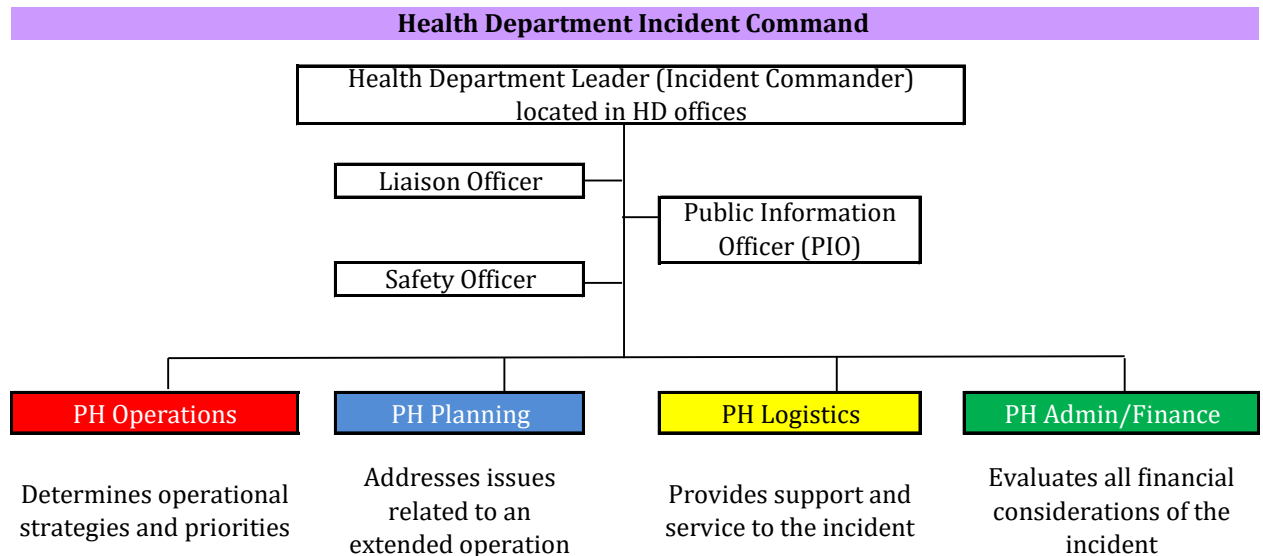 Health Department Incident Command
Health Department Leader (Incident Commander)
located in HD offices
Liaison Officer
Public Information
Officer (PIO)
Safety Officer
PH Operations
PH Planning
PH Logistics
PH Admin/Finance
Determines operational
strategies and priorities
Addresses issues
related to an
extended operation
Provides support and
service to the incident
Evaluates all financial
considerations of the
incident